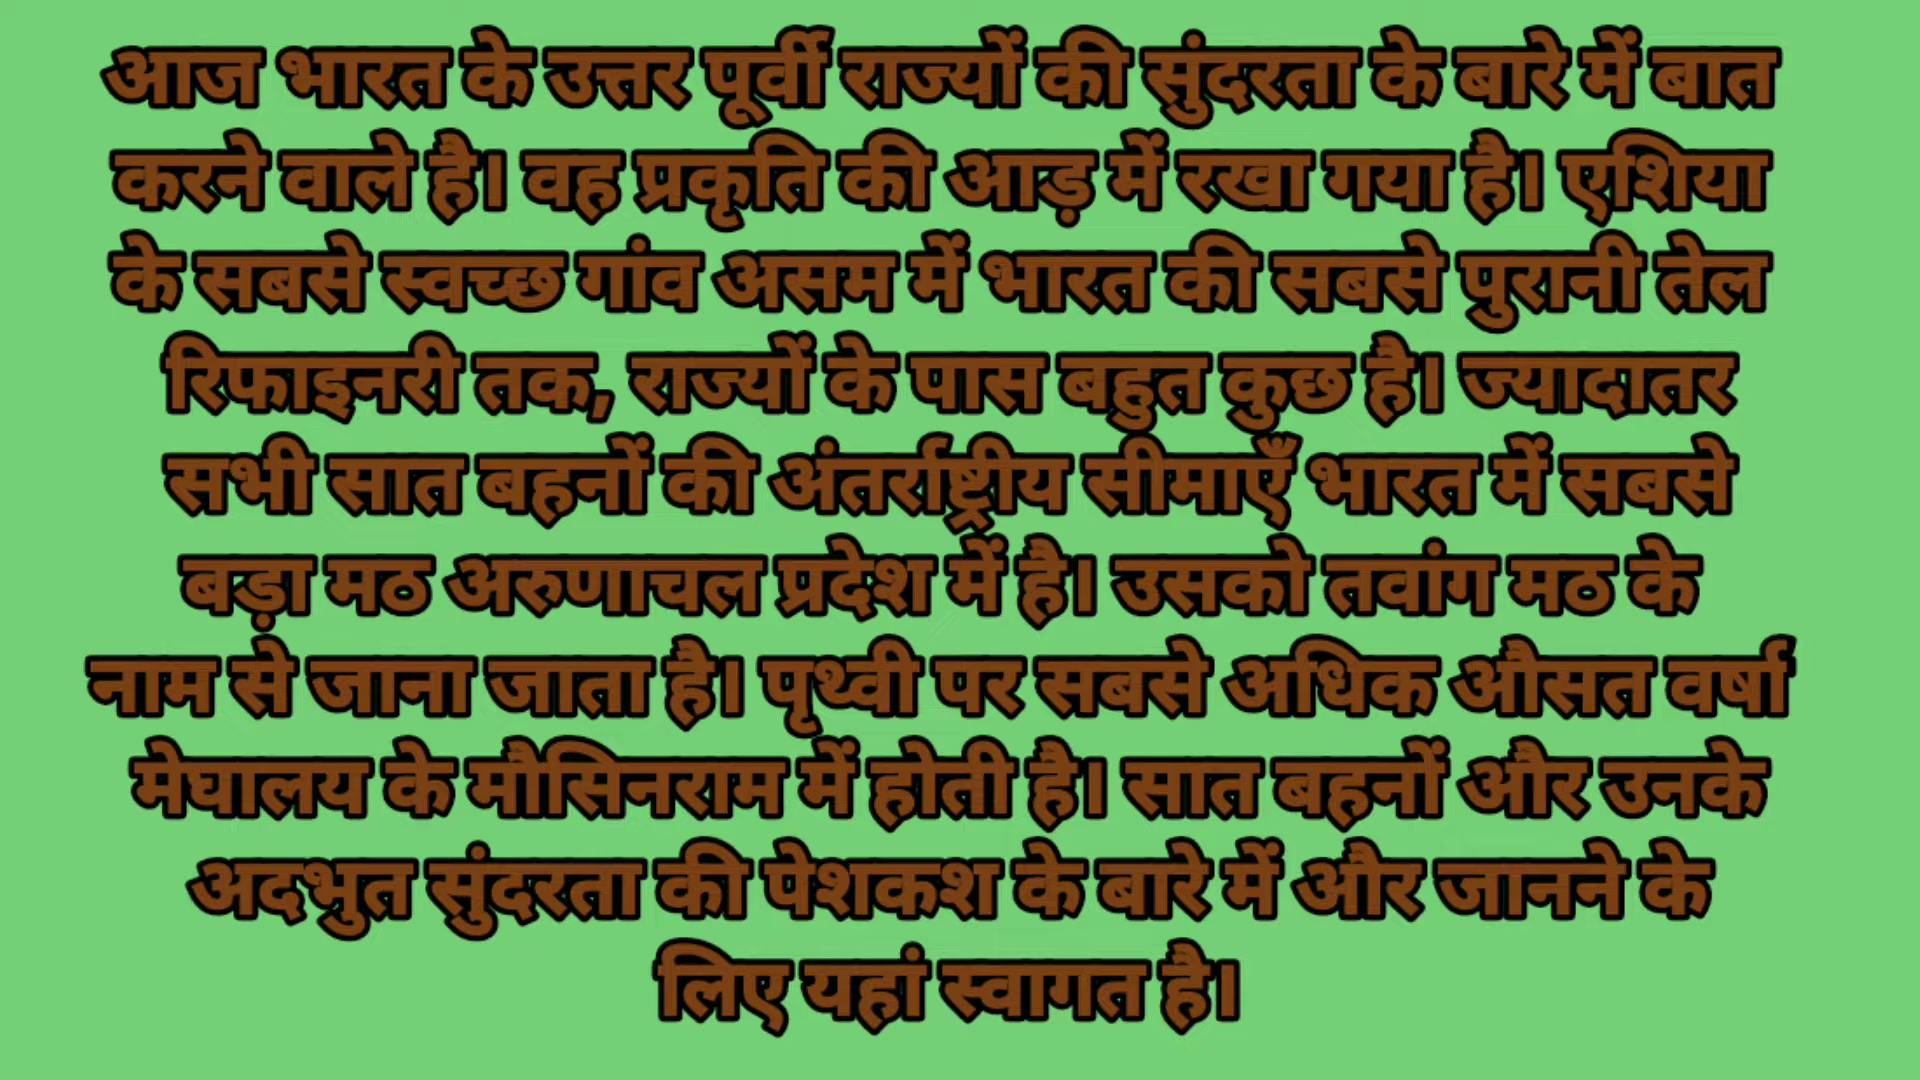 आज भारत के उत्तर पूर्वी राज्यों की सुंदरता के बारे में बात
करने वाले है। वह प्रकृति की आड़ में रखा गया है। एशिया
के सबसे स्वच्छ गांव असम में भारत की सबसे पुरानी तेल
रिफाइनरी तक, राज्यों के पास बहुत कुछ है। ज्यादातर
सभी सात बहनों की अंतर्राष्ट्रीय सीमाएँ भारत में सबसे
बड़ा मठ अरुणाचल प्रदेश में है। उसको तवांग मठ के
नाम से जाना जाता है। पृथ्वी पर सबसे अधिक औसत वर्षा
मेघालय के मौसिनराम में होती है। सात बहनों और उनके
अदभुत सुंदरता की पेशकश के बारे में और जानने के
लिए यहां स्वागत है।